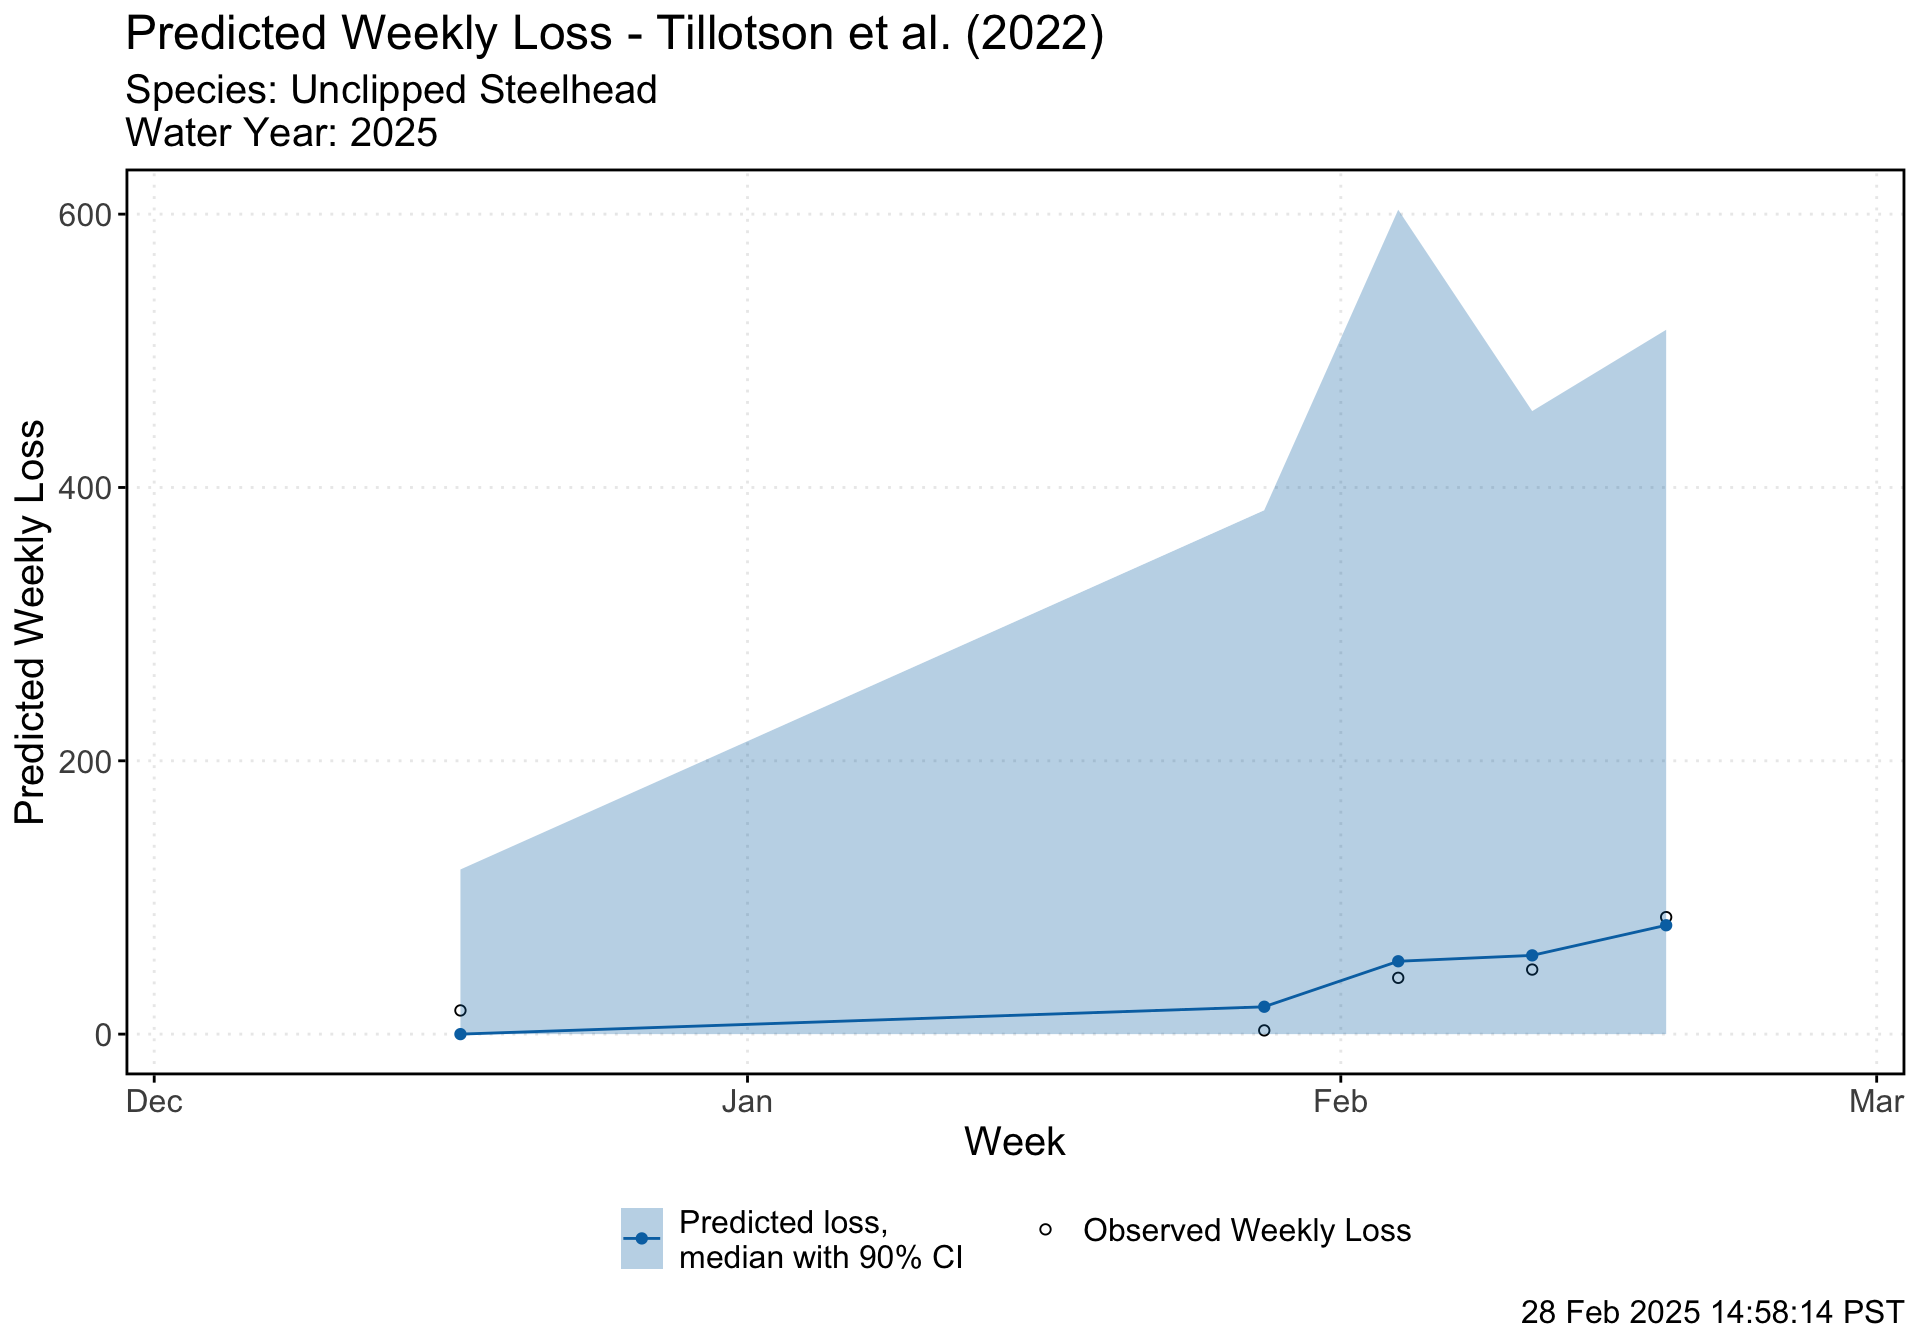 Predicted Weekly Loss - Tillotson et al. (2022)
Species: Unclipped Steelhead
Water Year: 2025
Predicted Weekly Loss
600
400
200
0
Dec
Jan
Feb
Mar
Week
Predicted loss,
median with 90% CI
Observed Weekly Loss
28 Feb 2025 14:58:14 PST